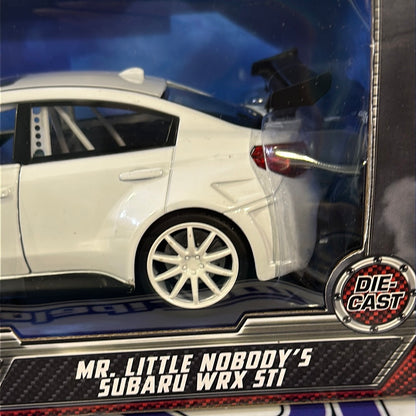 DIE-
CAST
MR. LITTLE NOBODY'S
SUBARU WRX STI